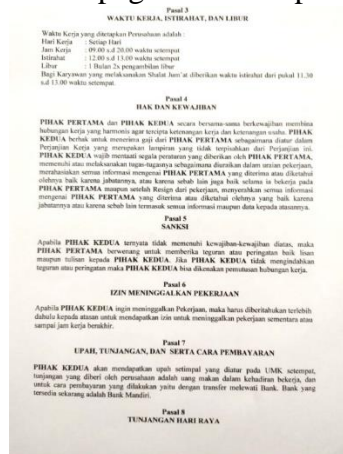 Pasal 3
WAKTU KERJA, ISTIRAHAT, DAN LIBUR
Waktu Kerja yang ditetapkan Perusahaan adalah :
Hari Kerja : Setiap Hari
Jam Kerja : 09.00 s.d 20.00 waktu setempat
Istirahat : 12.00 s.d 13.00 waktu setempat
Libur : 1 Bulan 2x pengambilan libur
Bagi Karyawan yang melaksanakan Shalat Jum'at diberikan waktu istirahat dari pukul 11.30
s.d 13.00 waktu setempat.
Pasal 4
HAK DAN KEWAJIBAN
PIHAK PERTAMA dan PIHAK KEDUA secara bersama-sama berkewajiban membina
hubungan kerja yang harmonis agar tercipta ketenangan kerja dan ketenangan usaha. PIHAK
KEDUA berhak untuk menerima gaji dari PIHAK PERTAMA sebagaimana diatur dalam
Perjanjian Kerja yang merupakan lampiran yang tidak terpisahkan dari Perjanjian ini.
PIHAK KEDUA wajib mentaati segala peraturan yang diberikan oleh PIHAK PERTAMA,
memenuhi atau melaksanakan tugas-tugasnya sebagaimana diuraikan dalam uraian pekerjaan,
merahasiakan semua informasi mengenai PIHAK PERTAMA yang diterima atau diketahui
olehnya baik karena jabatannya, atau karena sebab lain juga baik selama ia bekerja pada
PIHAK PERTAMA maupun setelah Resign dari pekerjaan, menyerahkan semua informasi
mengenai PIHAK PERTAMA yang diterima atau diketahui olehnya yang baik karena
jabatannya atau karena sebab lain termasuk semua informasi maupun data kepada atasannya.
Pasal 5
SANKSI
Apabila PIHAK KEDUA ternyata tidak memenuhi kewajiban-kewajiban diatas, maka
PIHAK PERTAMA berwenang untuk memberika teguran atau peringatan baik lisan
maupun tulisan kepada PIHAK KEDUA. Jika PIHAK KEDUA tidak mengindahkan
teguran atau peringatan maka PIHAK KEDUA bisa dikenakan pemutusan hubungan kerja.
Pasal 6
IZIN MENINGGALKAN PEKERJAAN
Apabila PIHAK KEDUA ingin meninggalkan Pekerjaan, maka harus diberitahukan terlebih
dahulu kepada atasan untuk mendapatkan izin untuk meninggalkan pekerjaan sementara atau
sampai jam kerja berakhir.
Pasal 7
UPAH, TUNJANGAN, DAN SERTA CARA PEMBAYARAN
PIHAK KEDUA akan mendapatkan upah setimpal yang diatur pada UMK setempat,
tunjangan yang diberi oleh perusahaan adalah uang makan dalam kehadiran bekerja, dan
untuk cara pembayaran yang dilakukan yaitu dengan transfer melewati Bank. Bank yang
tersedia sekarang adalah Bank Mandiri.
Pasal 8
TUNJANGAN HARI RAYA